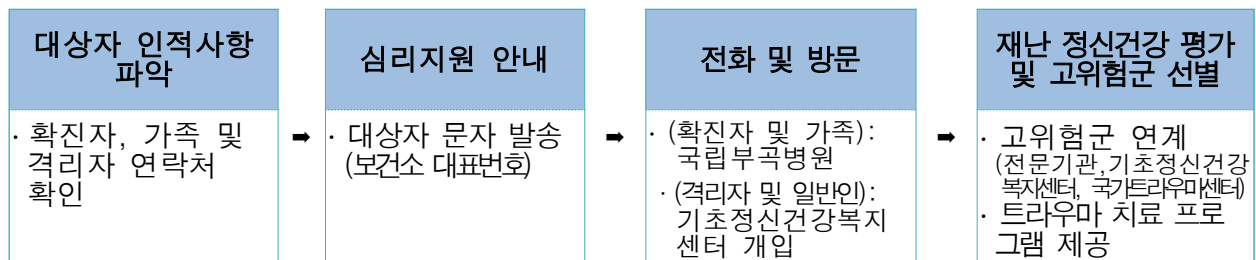 대상자 인적사항
파악
· 확진자, 가족 및
격리자 연락처
확인
➡
심리지원 안내
· 대상자 문자 발송
(보건소 대표번호)
➡
전화 및 방문
· (확진자 및 가족):
국립부곡병원
· (격리자 및 일반인):
기초정신건강복지
센터 개입
➡
재난 정신건강 평가
및 고위험군 선별
· 고위험군 연계
(전문기관,기초정신건강
복지센터, 국가트라우마센터)
· 트라우마 치료 프로
그램 제공